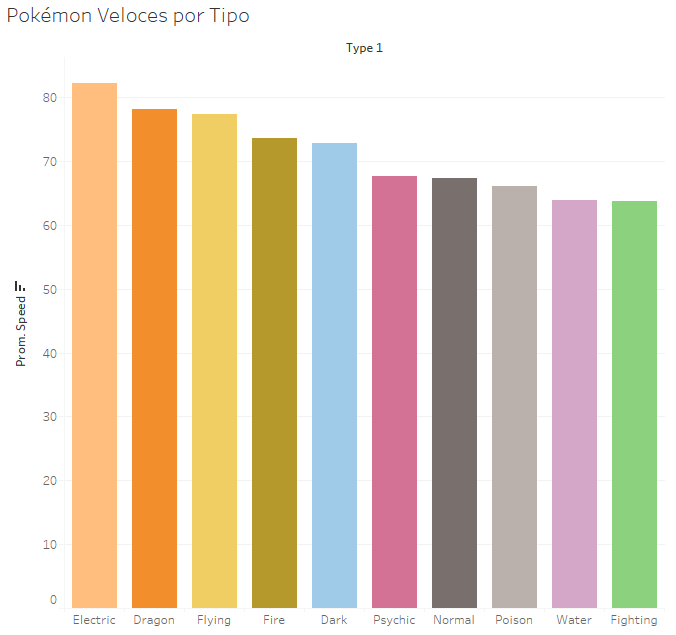 Pokémon Veloces por Tipo
Type 1
Prom. Speed
80
70
60
50
40
30
20
10
0
Electric Dragon Flying Fire Dark Psychic Normal Poison Water Fighting